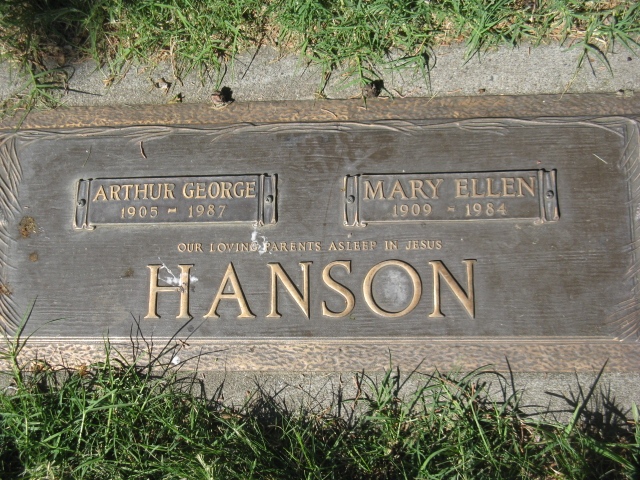 ARTHUR GEORGE
1905 - 1987
MARY ELLEN
1909 - 1984
OUR LOVING PARENTS ASLEEP IN JESUS
HANSON